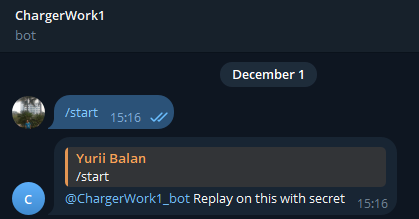 ChargerWork1
bot
December 1
/start 15:16
Yurii Balan
/start
C
@ChargerWork1_bot Replay on this with secret 15:16